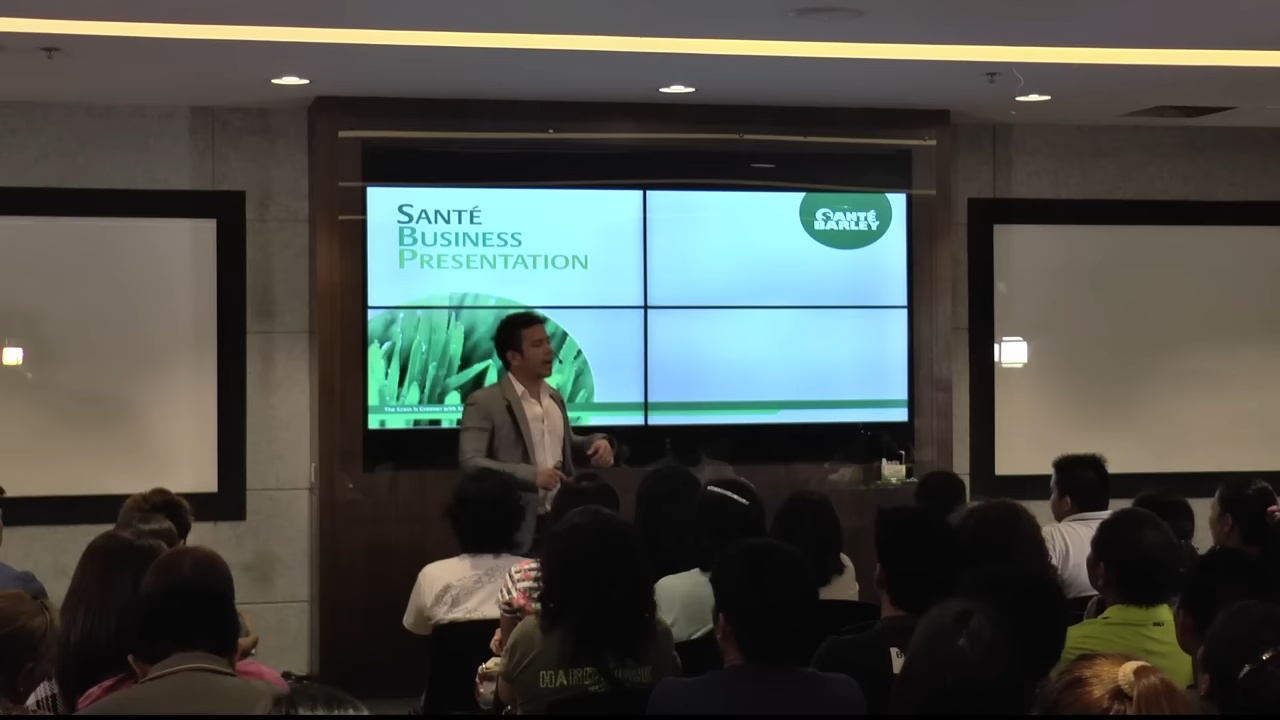 SANTÉ
BUSINESS
PRESENTATION
SANTÉ
BARLEY
The Grass is Greener with